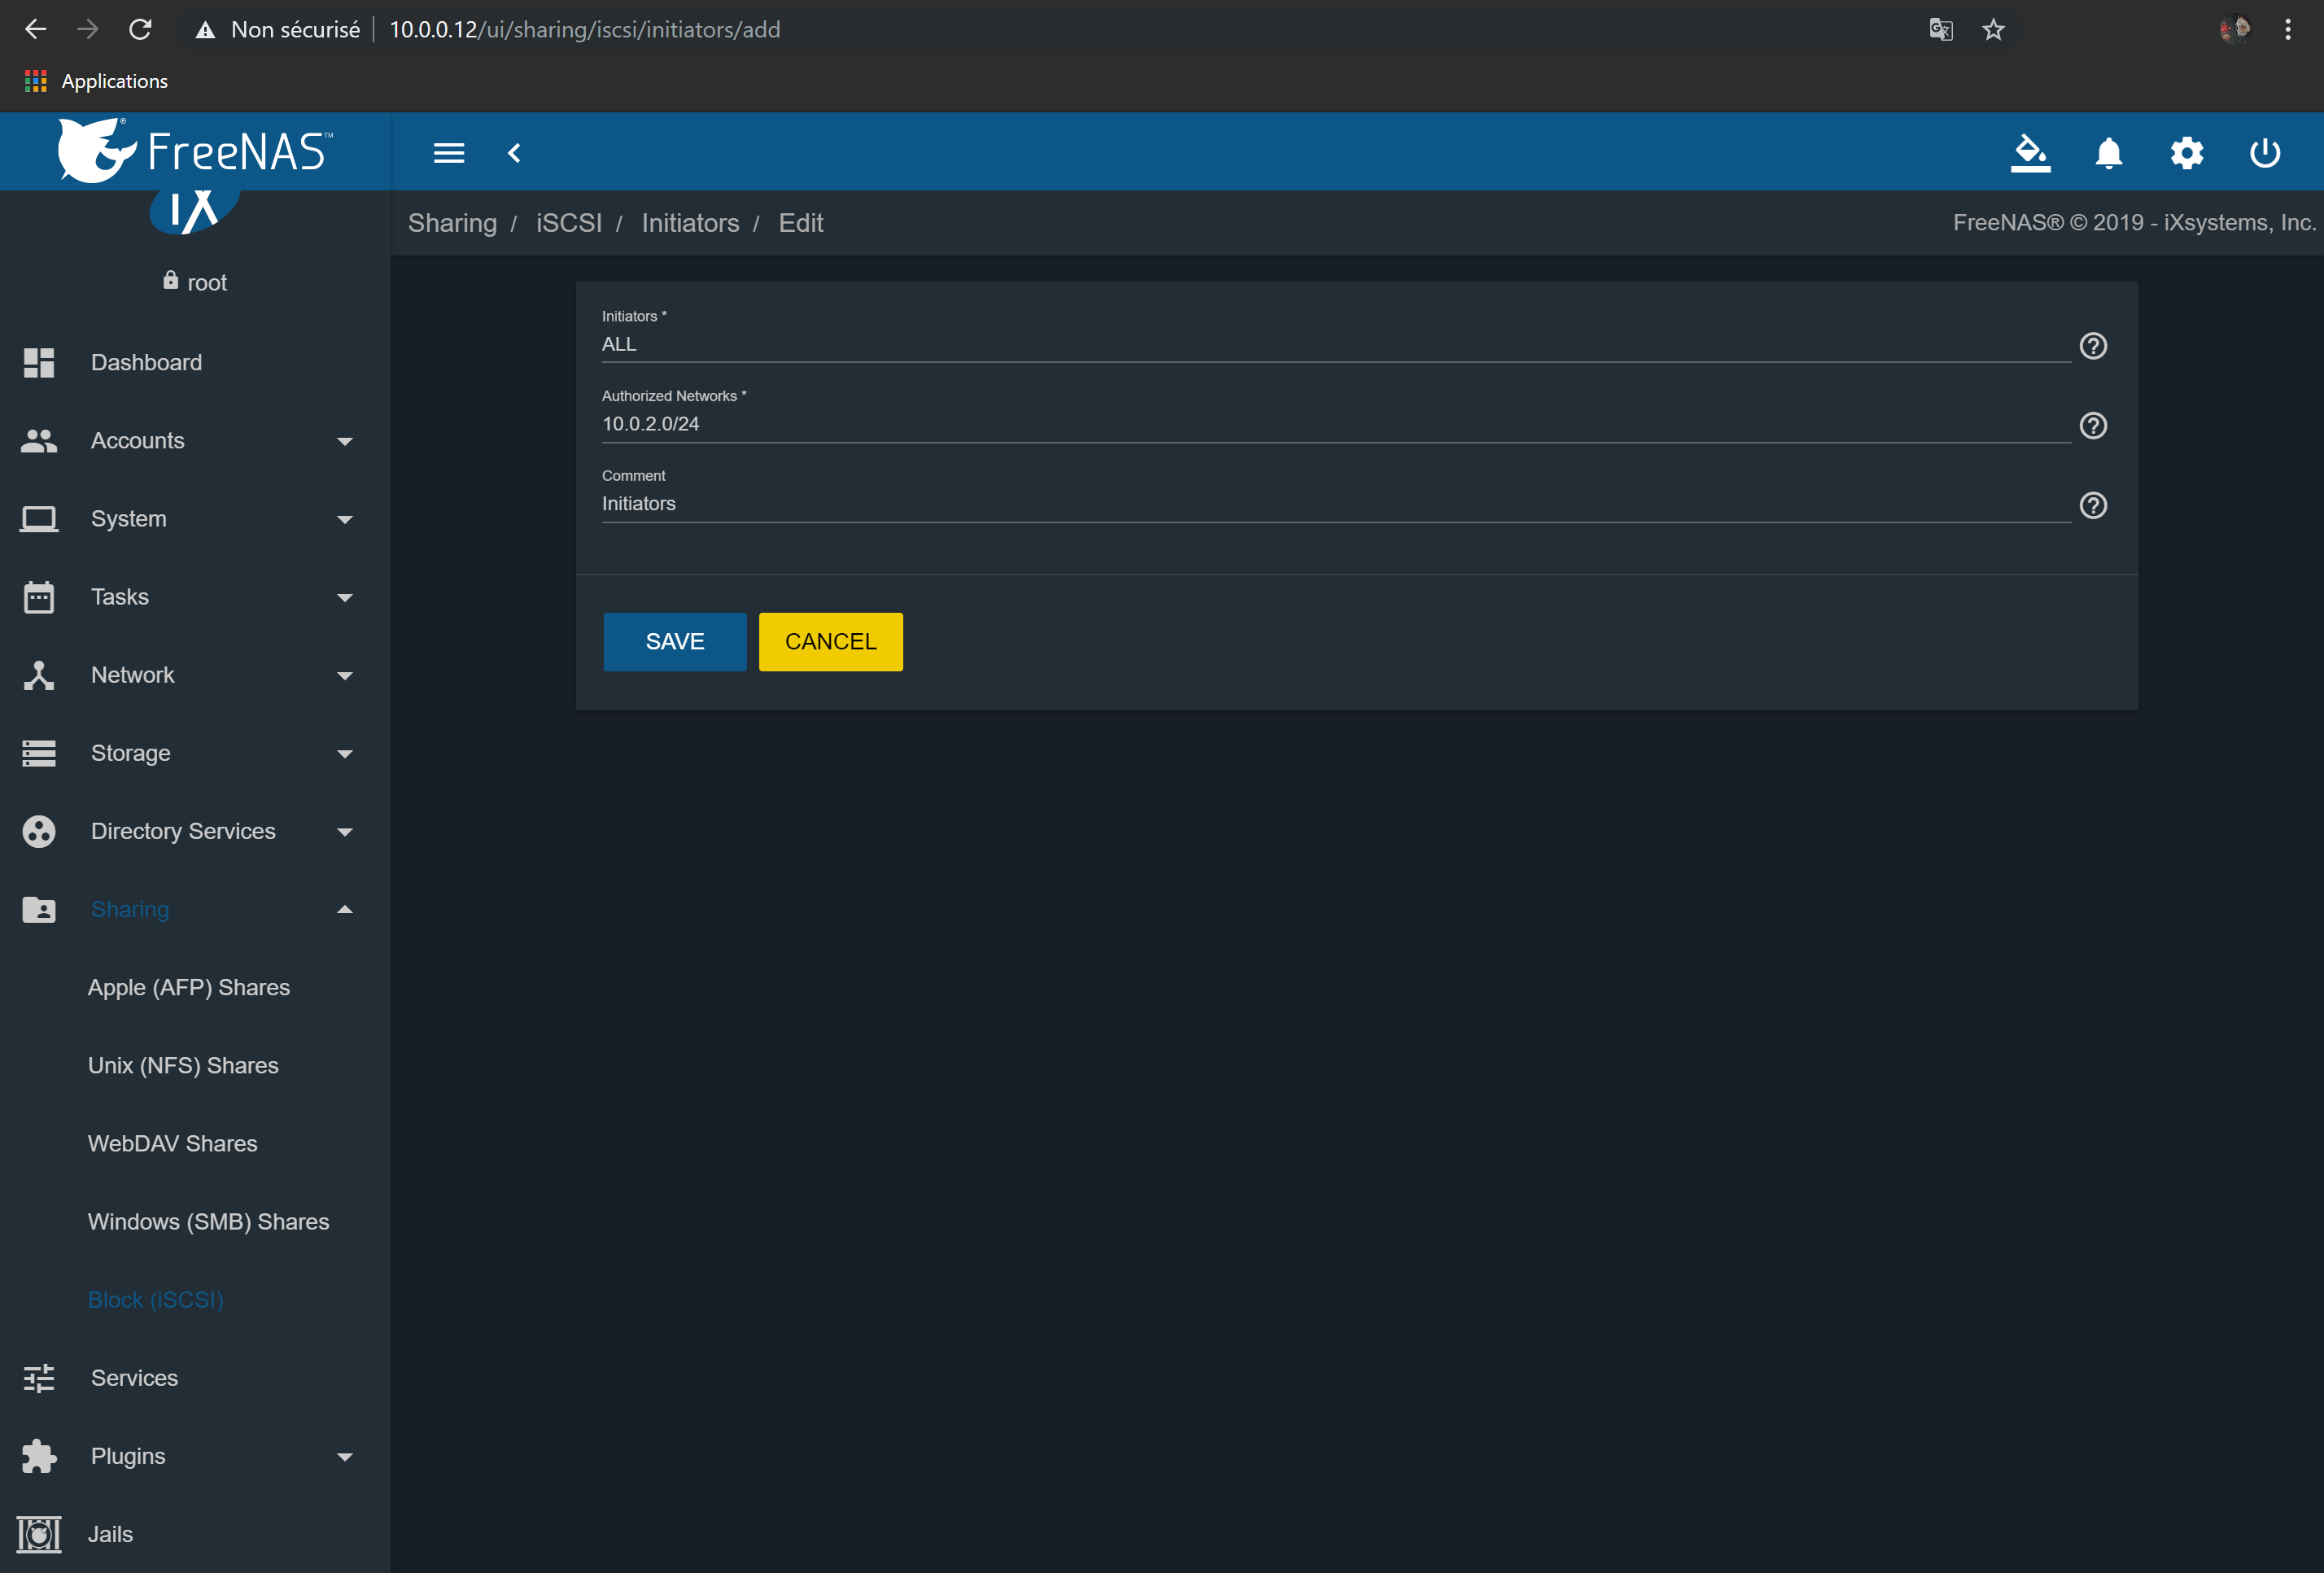 Non sécurisé | 10.0.0.12/ui/sharing/iscsi/initiators/add
Applications
FreeNAS™
iX
root
Sharing / iSCSI / Initiators / Edit
FreeNAS® © 2019 - iXsystems, Inc.
Dashboard
Accounts
System
Tasks
Network
Storage
Directory Services
Sharing
Apple (AFP) Shares
Unix (NFS) Shares
WebDAV Shares
Windows (SMB) Shares
Block (iSCSI)
Services
Plugins
Jails
Initiators *
ALL
Authorized Networks *
10.0.2.0/24
Comment
Initiators
SAVE CANCEL